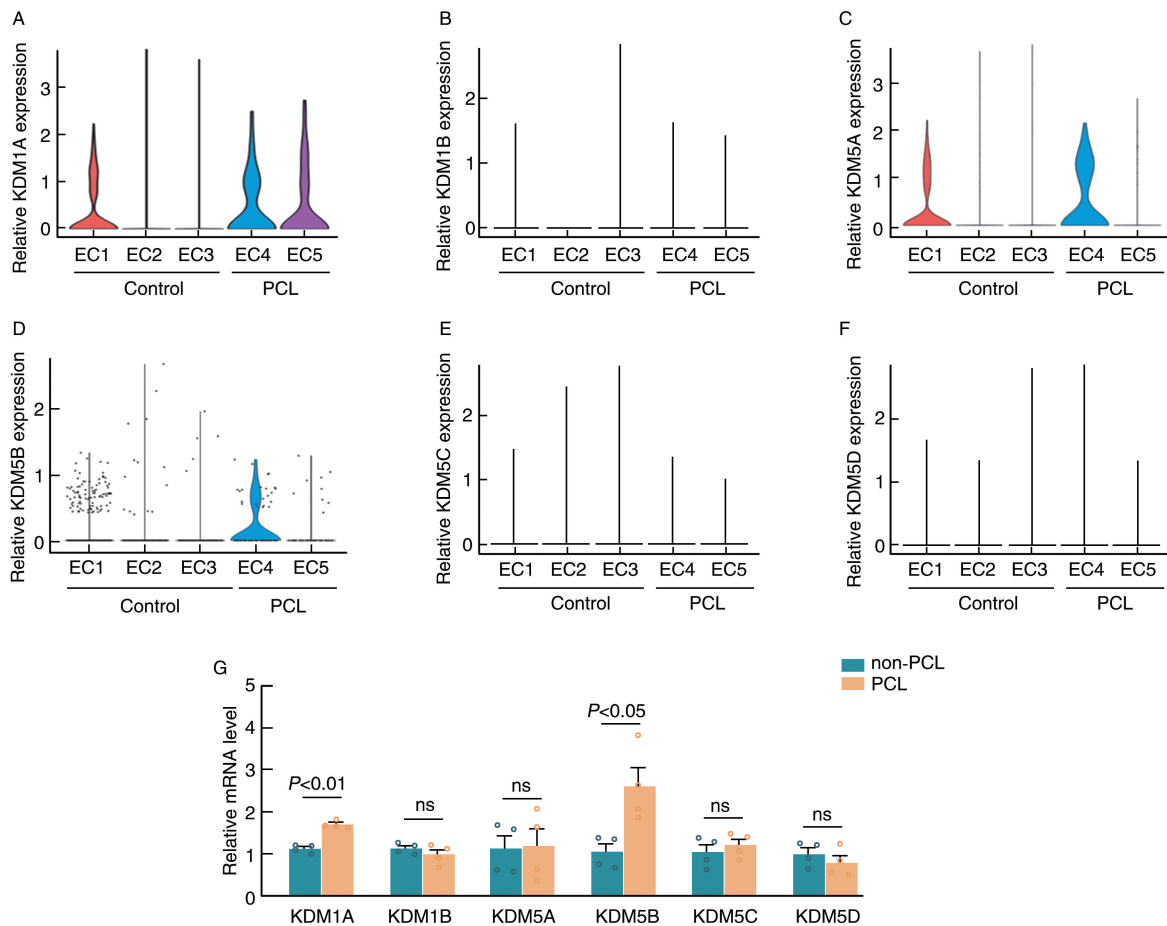 A
Relative KDM1A expression
3
2
1
0
EC1 EC2 EC3 EC4 EC5
Control PCL
B
Relative KDM1B expression
2
1
0
EC1 EC2 EC3 EC4 EC5
Control PCL
C
Relative KDM5A expression
3
2
1
0
EC1 EC2 EC3 EC4 EC5
Control PCL
D
Relative KDM5B expression
2
1
0
EC1 EC2 EC3 EC4 EC5
Control PCL
E
Relative KDM5C expression
2
1
0
EC1 EC2 EC3 EC4 EC5
Control PCL
F
Relative KDM5D expression
2
1
0
EC1 EC2 EC3 EC4 EC5
Control PCL
G
non-PCL
PCL
Relative mRNA level
5
4
3
2
1
0
P<0.01
ns
ns
P<0.05
ns
ns
KDM1A KDM1B KDM5A KDM5B KDM5C KDM5D